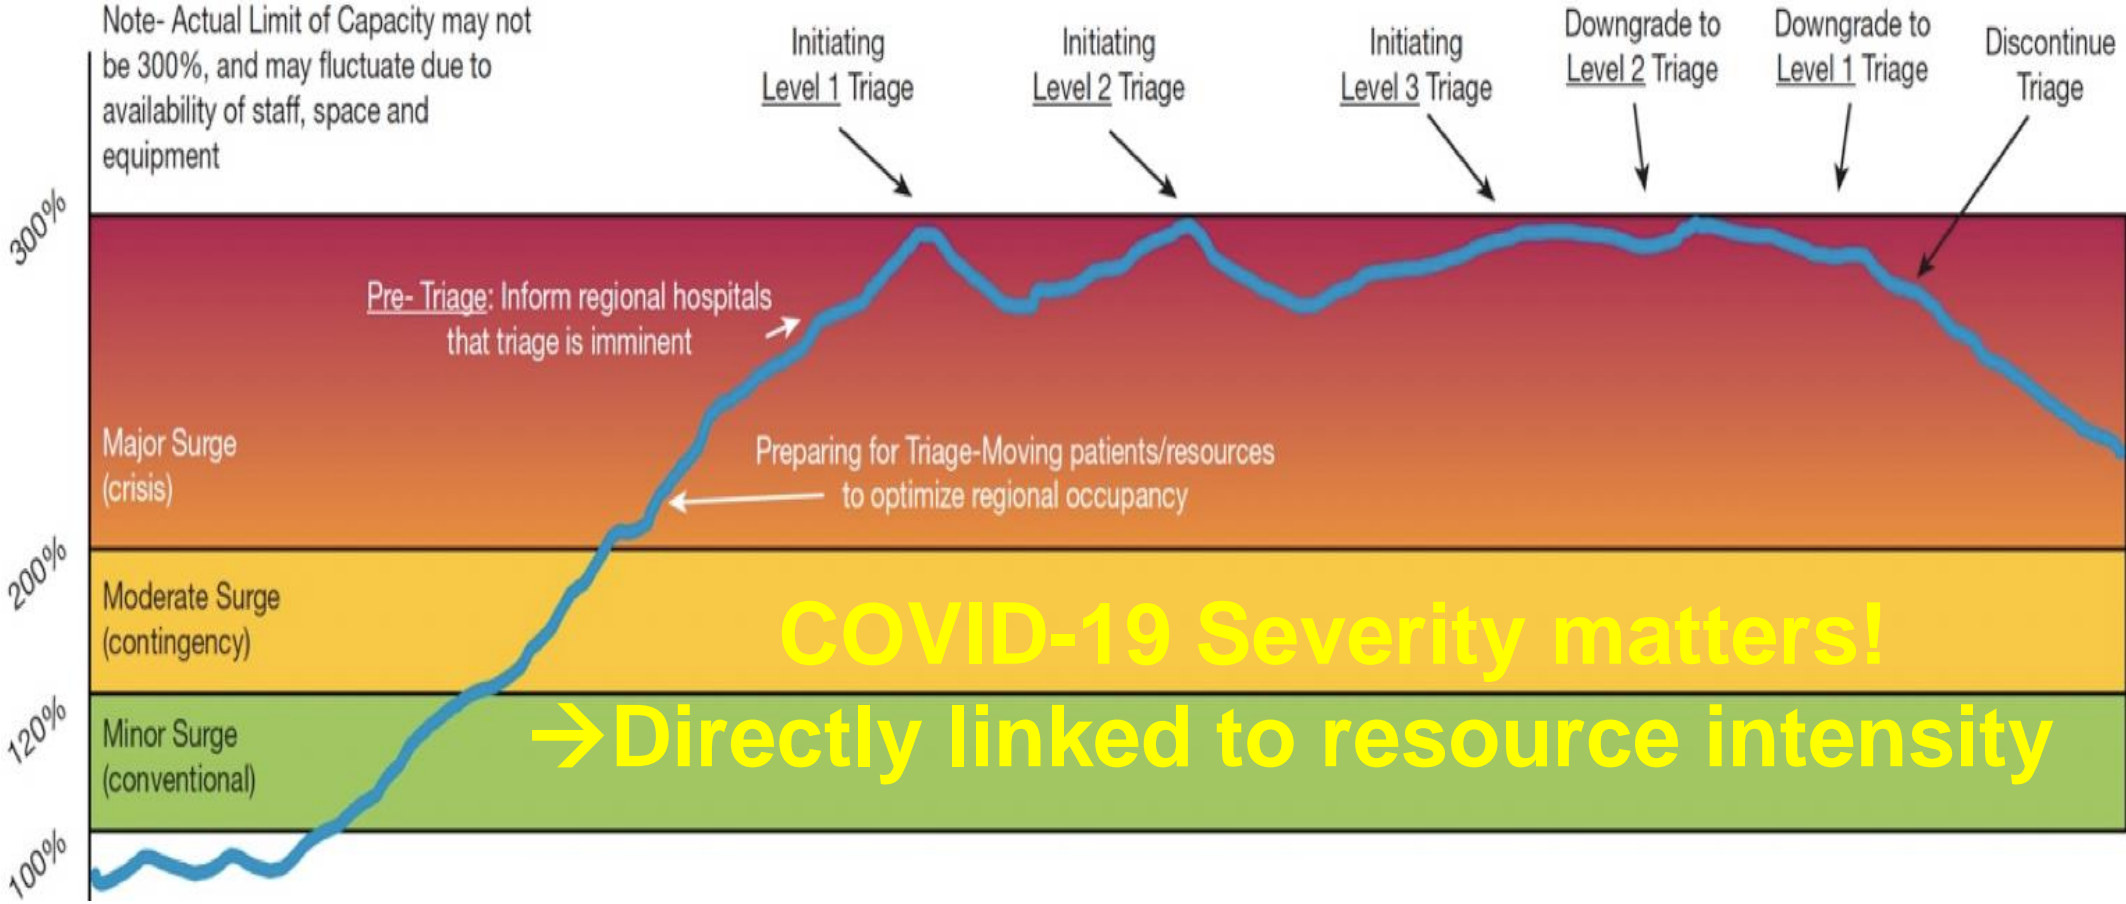 Note- Actual Limit of Capacity may not
be 300%, and may fluctuate due to
availability of staff, space and
equipment
Initiating
Level 1 Triage
Initiating
Level 2 Triage
Initiating
Level 3 Triage
Downgrade to
Level 2 Triage
Downgrade to
Level 1 Triage
Discontinue
Triage
300%
Pre- Triage: Inform regional hospitals
that triage is imminent
Major Surge
(crisis)
Preparing for Triage-Moving patients/resources
to optimize regional occupancy
200%
Moderate Surge
(contingency)
COVID-19 Severity matters!
120%
Minor Surge
(conventional)
→Directly linked to resource intensity
100%